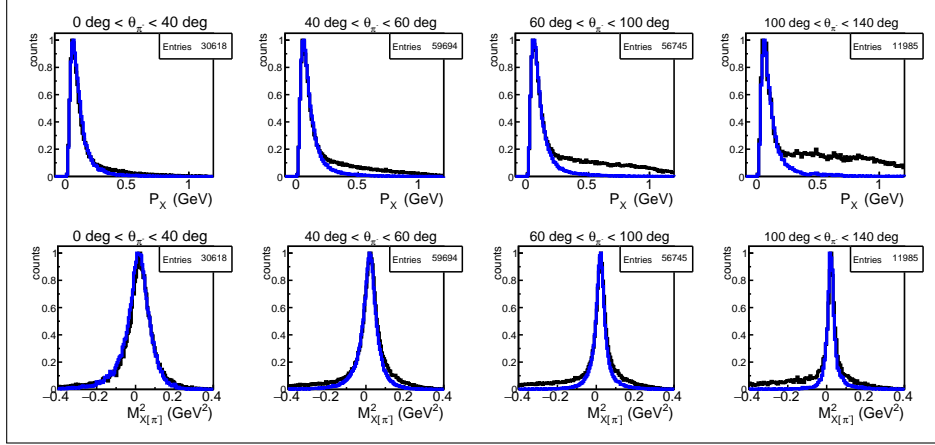 0 deg < θπ- < 40 deg
counts
Entries 30618
1
0.8
0.6
0.4
0.2
0
0 0.5 1
PX (GeV)
40 deg < θπ- < 60 deg
counts
Entries 59694
1
0.8
0.6
0.4
0.2
0
0 0.5 1
PX (GeV)
60 deg < θπ- < 100 deg
counts
Entries 56745
1
0.8
0.6
0.4
0.2
0
0 0.5 1
PX (GeV)
100 deg < θπ- < 140 deg
counts
Entries 11985
1
0.8
0.6
0.4
0.2
0
0 0.5 1
PX (GeV)
0 deg < θπ- < 40 deg
counts
Entries 30618
1
0.8
0.6
0.4
0.2
0
−0.4 −0.2 0 0.2 0.4
M²X[π-] (GeV²)
40 deg < θπ- < 60 deg
counts
Entries 59694
1
0.8
0.6
0.4
0.2
0
−0.4 −0.2 0 0.2 0.4
M²X[π-] (GeV²)
60 deg < θπ- < 100 deg
counts
Entries 56745
1
0.8
0.6
0.4
0.2
0
−0.4 −0.2 0 0.2 0.4
M²X[π-] (GeV²)
100 deg < θπ- < 140 deg
counts
Entries 11985
1
0.8
0.6
0.4
0.2
0
−0.4 −0.2 0 0.2 0.4
M²X[π-] (GeV²)